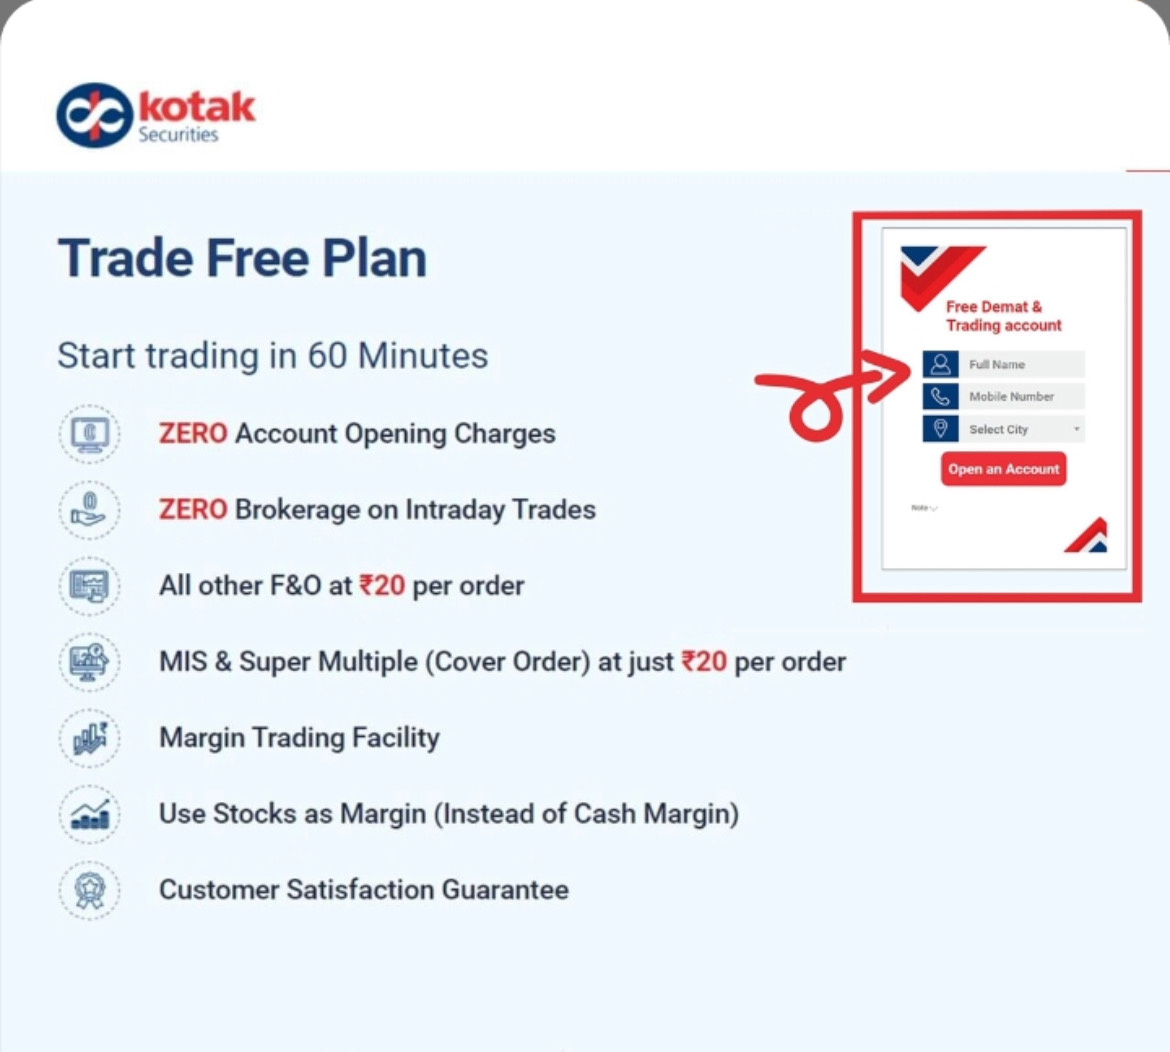 kotak
Securities
Trade Free Plan
Start trading in 60 Minutes
ZERO Account Opening Charges
ZERO Brokerage on Intraday Trades
All other F&O at ₹20 per order
MIS & Super Multiple (Cover Order) at just ₹20 per order
Margin Trading Facility
Use Stocks as Margin (Instead of Cash Margin)
Customer Satisfaction Guarantee
Free Demat &
Trading account
Full Name
Mobile Number
Select City
Open an Account
Note